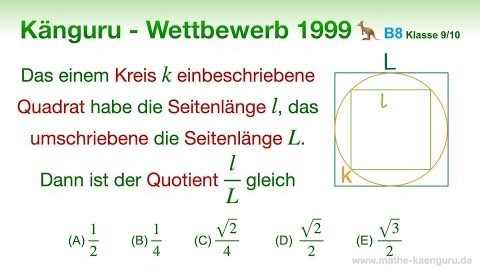 Känguru - Wettbewerb 1999 B8 Klasse 9/10
L
Das einem Kreis k einbeschriebene
Quadrat habe die Seitenlänge l, das
l
umschriebene die Seitenlänge L.
k
Dann ist der Quotient l/L gleich
(A) 1/2 (B) 1/4 (C) √2/4 (D) √2/2 (E) √3/2
www.mathe-kaenguru.de